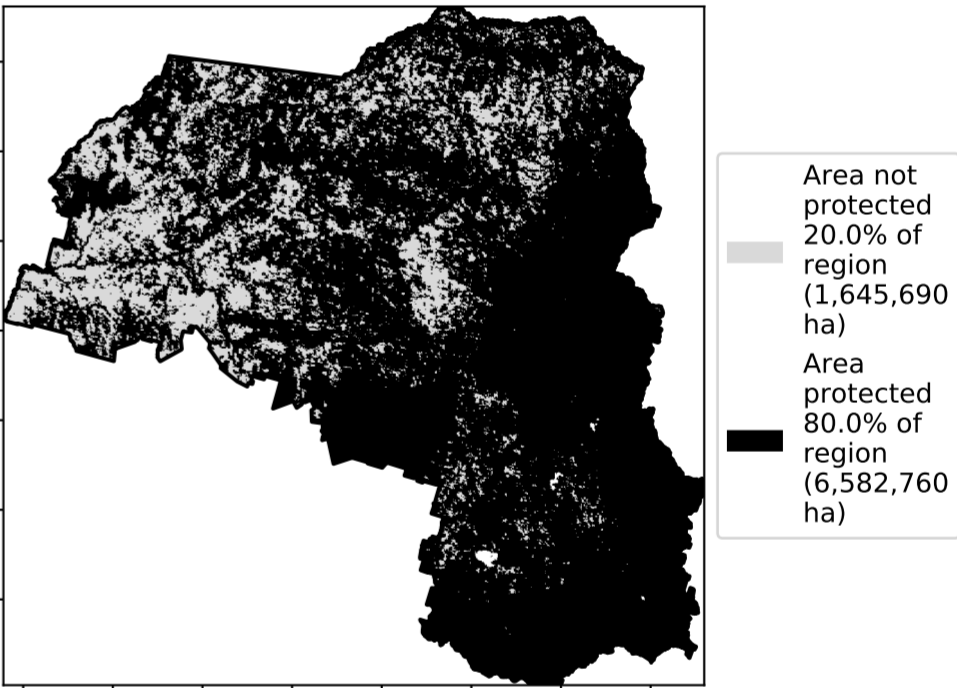 Area not
protected
20.0% of
region
(1,645,690
ha)
Area
protected
80.0% of
region
(6,582,760
ha)